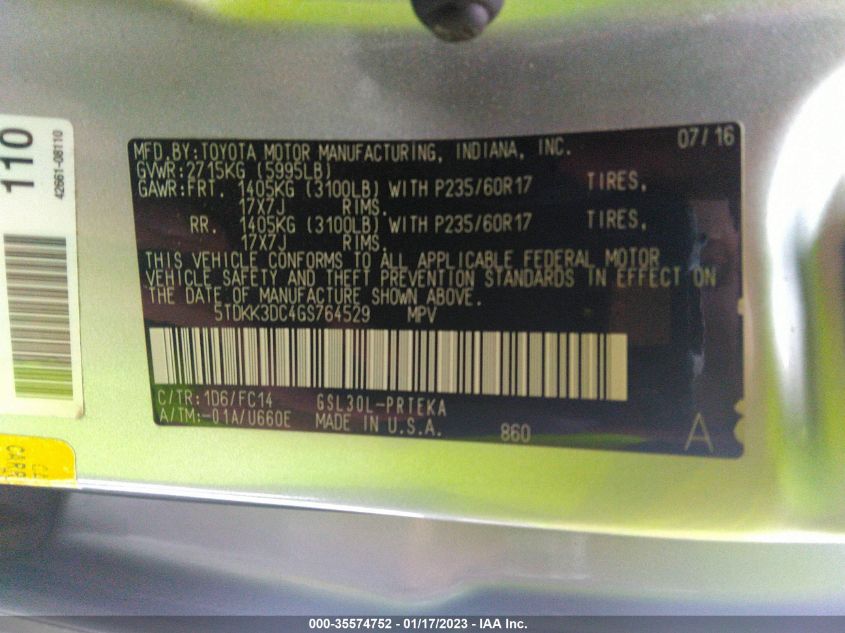 MFD.BY:TOYOTA MOTOR MANUFACTURING, INDIANA, INC. 07/16
GVWR:2715KG (5995LB)
GAWR:FRT. 1405KG (3100LB) WITH P235/60R17 TIRES,
17X7J RIMS.
RR. 1405KG (3100LB) WITH P235/60R17 TIRES,
17X7J RIMS.
THIS VEHICLE CONFORMS TO ALL APPLICABLE FEDERAL MOTOR
VEHICLE SAFETY AND THEFT PREVENTION STANDARDS IN EFFECT ON
THE DATE OF MANUFACTURE SHOWN ABOVE.
5TDKK3DC4GS764529 MPV
C/TR:1D6/FC14 GSL30L-PRTEKA
A/TM:-01A/U660E MADE IN U.S.A. 860 A
110
42661-08110
000-35574752 — 01/17/2023 — IAA Inc.